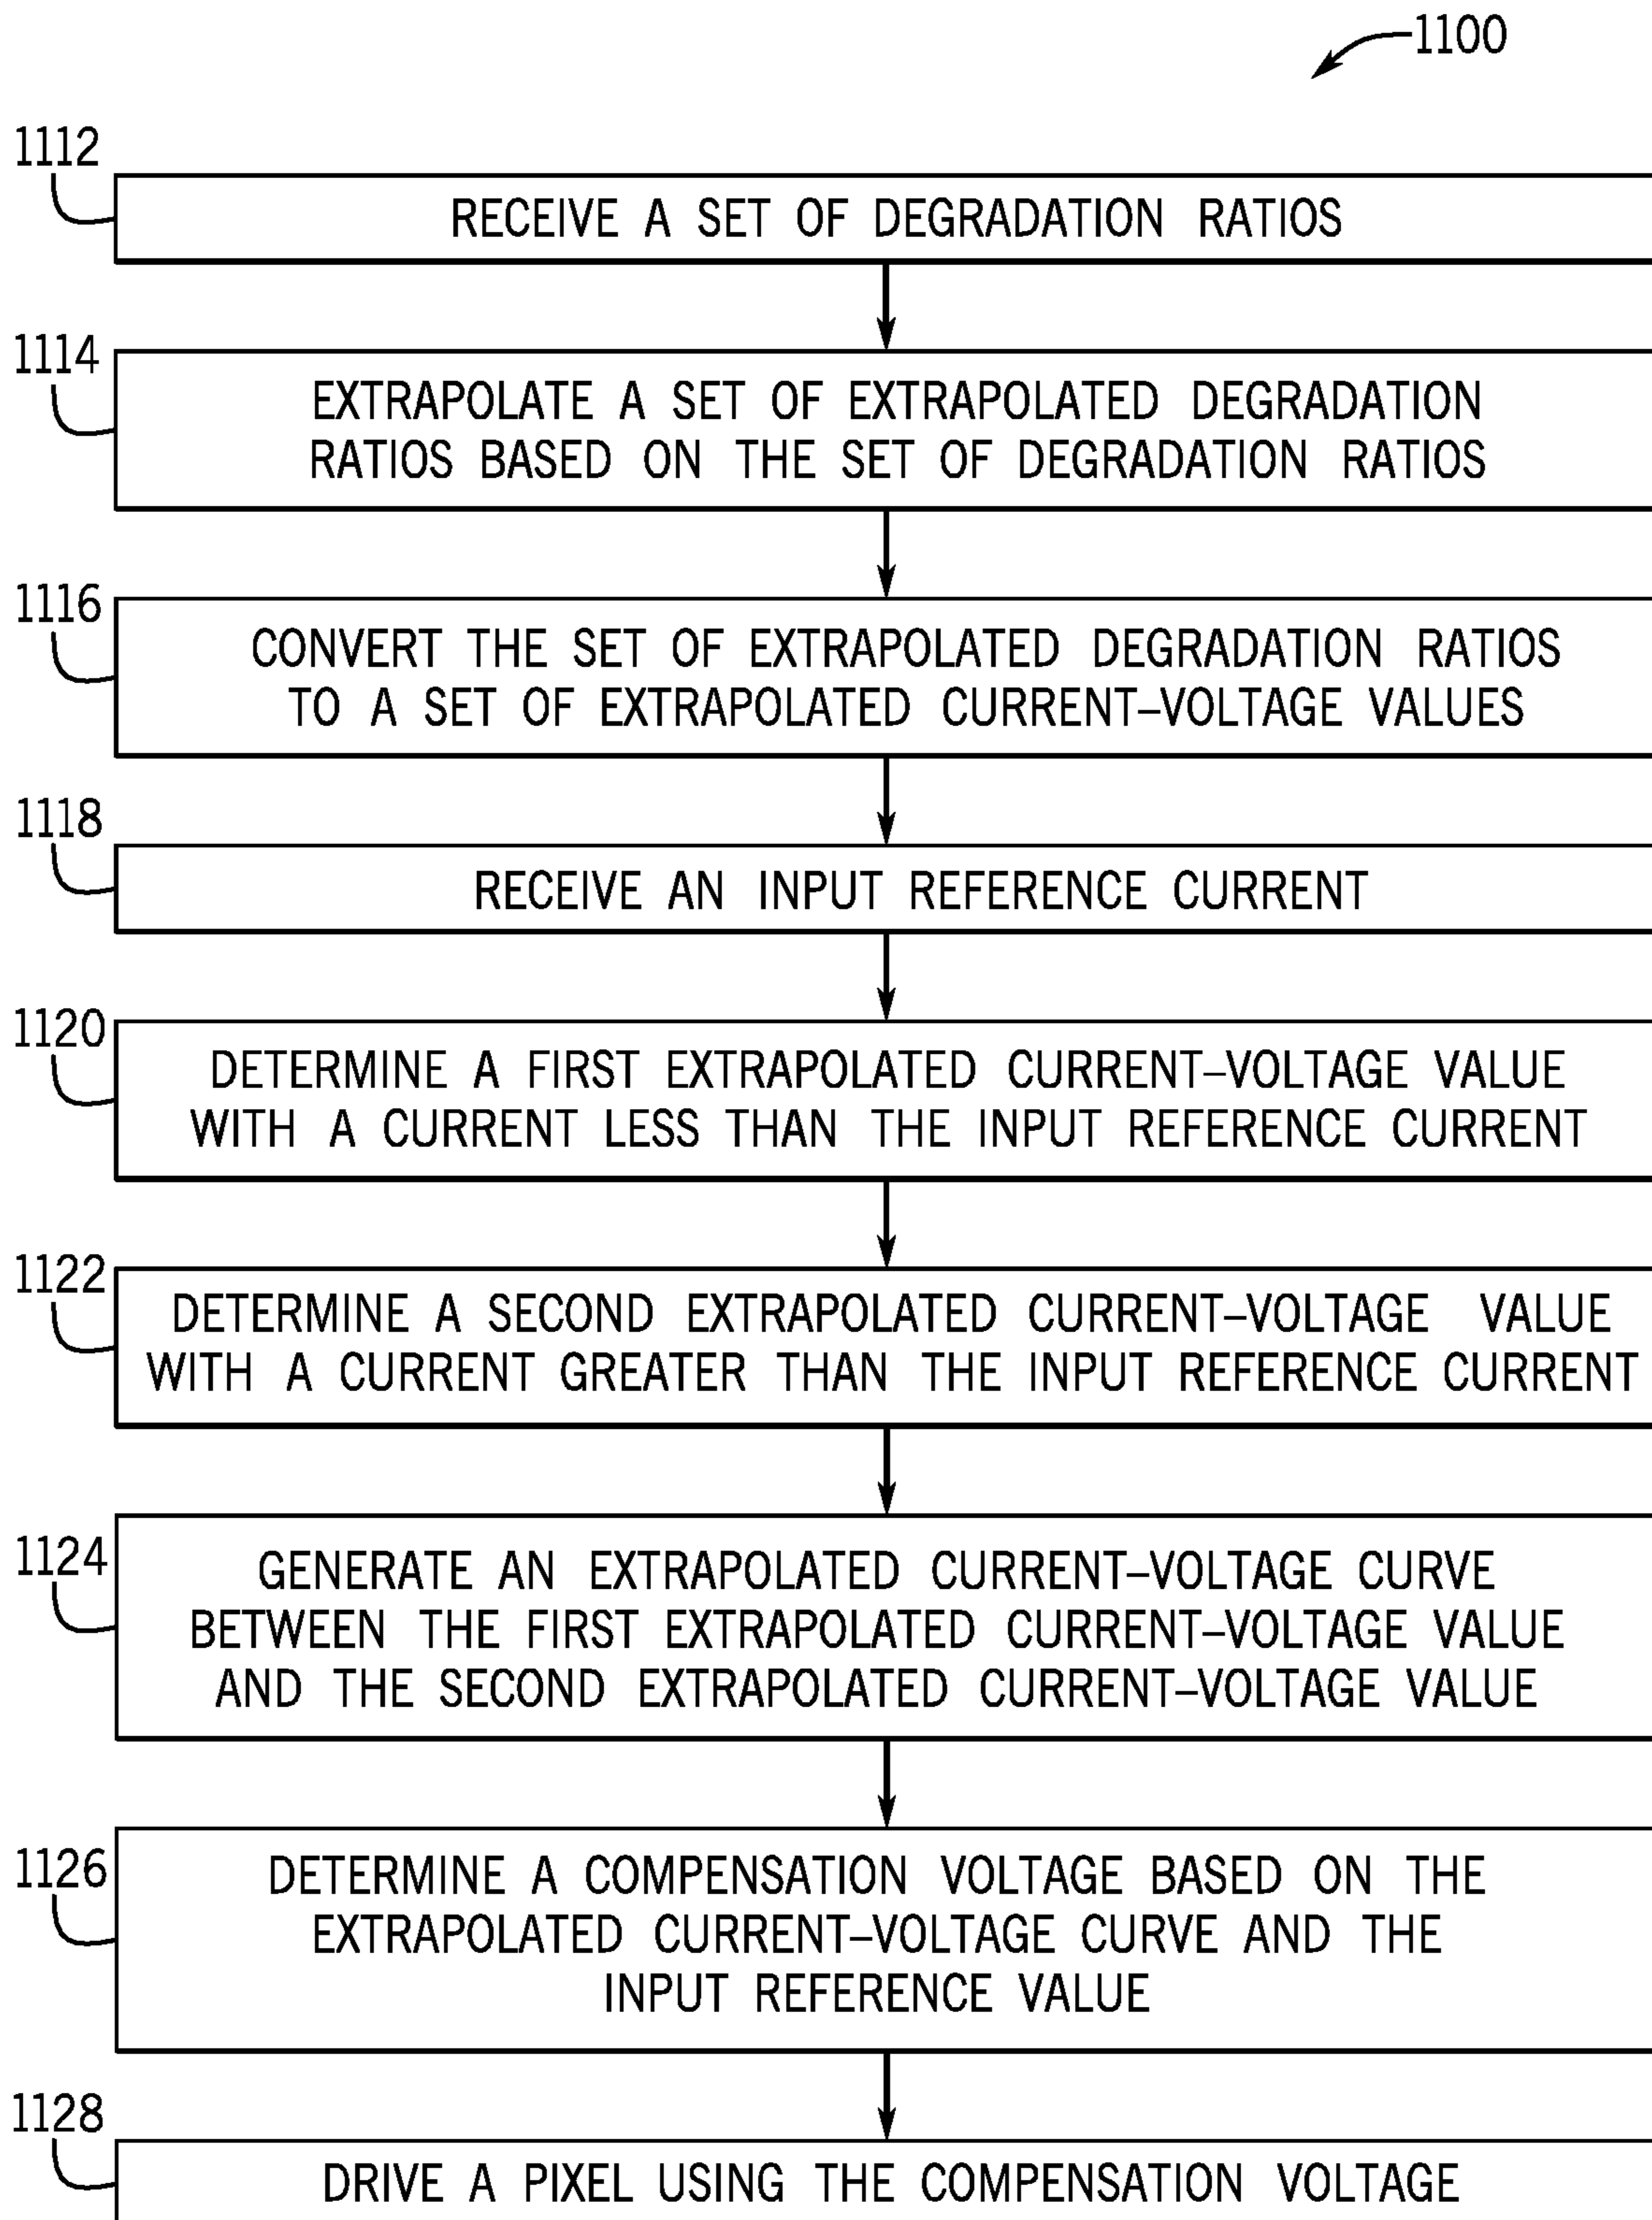 1100
1112
RECEIVE A SET OF DEGRADATION RATIOS
1114
EXTRAPOLATE A SET OF EXTRAPOLATED DEGRADATION
RATIOS BASED ON THE SET OF DEGRADATION RATIOS
1116
CONVERT THE SET OF EXTRAPOLATED DEGRADATION RATIOS
TO A SET OF EXTRAPOLATED CURRENT–VOLTAGE VALUES
1118
RECEIVE AN INPUT REFERENCE CURRENT
1120
DETERMINE A FIRST EXTRAPOLATED CURRENT–VOLTAGE VALUE
WITH A CURRENT LESS THAN THE INPUT REFERENCE CURRENT
1122
DETERMINE A SECOND EXTRAPOLATED CURRENT–VOLTAGE VALUE
WITH A CURRENT GREATER THAN THE INPUT REFERENCE CURRENT
1124
GENERATE AN EXTRAPOLATED CURRENT–VOLTAGE CURVE
BETWEEN THE FIRST EXTRAPOLATED CURRENT–VOLTAGE VALUE
AND THE SECOND EXTRAPOLATED CURRENT–VOLTAGE VALUE
1126
DETERMINE A COMPENSATION VOLTAGE BASED ON THE
EXTRAPOLATED CURRENT–VOLTAGE CURVE AND THE
INPUT REFERENCE VALUE
1128
DRIVE A PIXEL USING THE COMPENSATION VOLTAGE